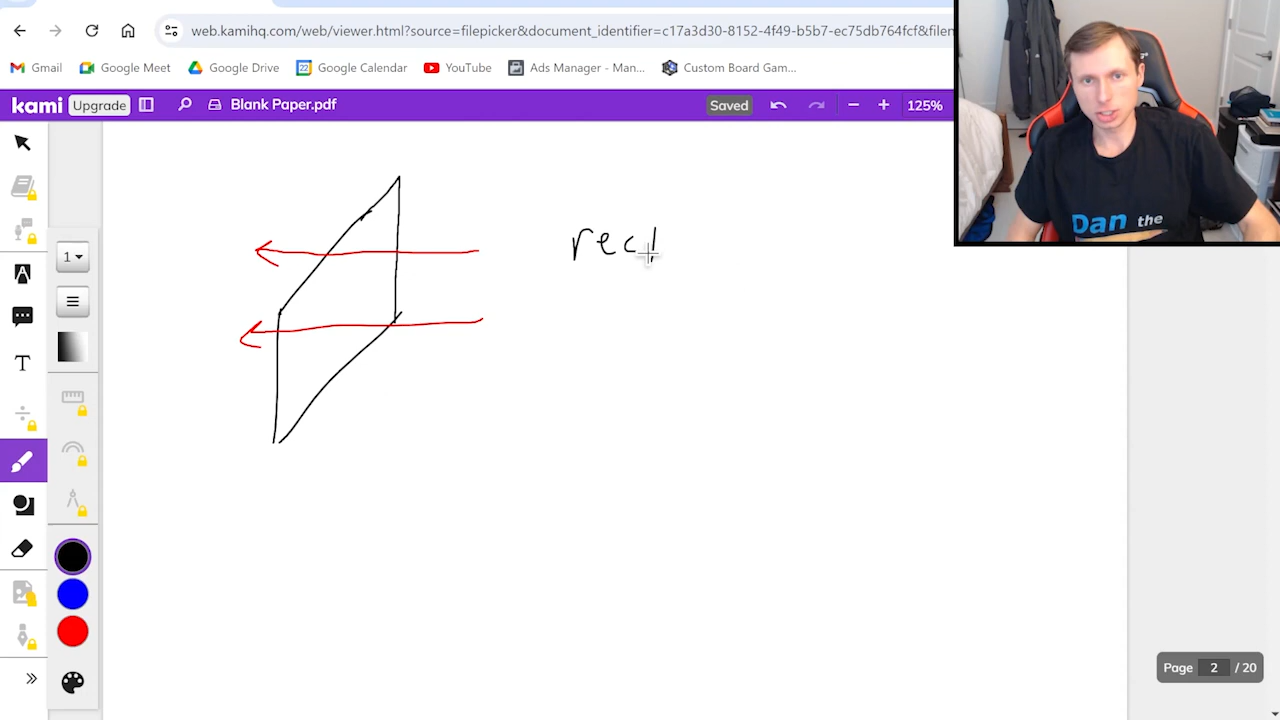 web.kamihq.com/web/viewer.html?source=filepicker&document_identifier=c17a3d30-8152-4f49-b5b7-ec75db764fcf&filen
Gmail Google Meet Google Drive 22 Google Calendar YouTube Ads Manager - Man... Custom Board Gam...
kami Upgrade Blank Paper.pdf Saved 125%
Dan the
rec
1
A
T
Page 2 / 20